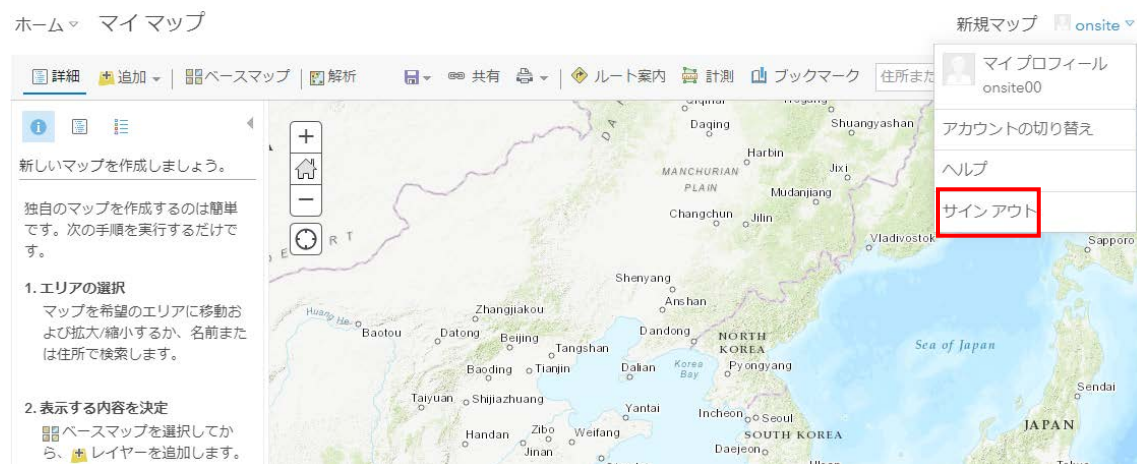 ホーム マイ マップ
新規マップ onsite
詳細 追加 ベースマップ 解析 共有 ルート案内 計測 ブックマーク 住所また
マイ プロフィール
onsite00
アカウントの切り替え
ヘルプ
サイン アウト
新しいマップを作成しましょう。
独自のマップを作成するのは簡単
です。次の手順を実行するだけで
す。
1. エリアの選択
マップを希望のエリアに移動お
よび拡大/縮小するか、名前また
は住所で検索します。
2. 表示する内容を決定
ベースマップを選択してか
ら、 レイヤーを追加します。
D A
Qiqihar
Daqing
Shuangyashan
Harbin
MANCHURIAN
PLAIN
Jixi
Mudanjiang
Changchun
Jilin
E R T
Vladivostok
Sapporo
Shenyang
Anshan
Huang He
Zhangjiakou
Baotou
Datong
Beijing
Tangshan
Dandong
NORTH
KOREA
Sea of Japan
Baoding
Tianjin
Dalian
Korea
Bay
Pyongyang
Sendai
Taiyuan
Shijiazhuang
Yantai
Incheon
Seoul
JAPAN
Handan
Zibo
Weifang
SOUTH KOREA
Jinan
Daejeon